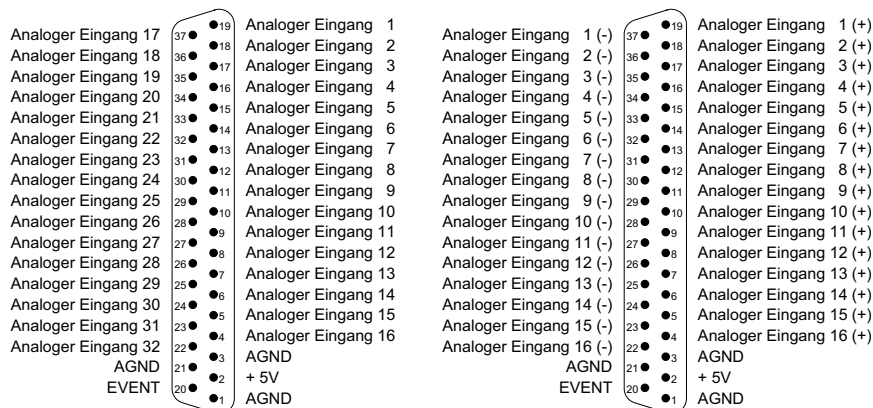 19 Analoger Eingang 1
Analoger Eingang 17 37
18 Analoger Eingang 2
Analoger Eingang 18 36
17 Analoger Eingang 3
Analoger Eingang 19 35
16 Analoger Eingang 4
Analoger Eingang 20 34
15 Analoger Eingang 5
Analoger Eingang 21 33
14 Analoger Eingang 6
Analoger Eingang 22 32
13 Analoger Eingang 7
Analoger Eingang 23 31
12 Analoger Eingang 8
Analoger Eingang 24 30
11 Analoger Eingang 9
Analoger Eingang 25 29
10 Analoger Eingang 10
Analoger Eingang 26 28
9 Analoger Eingang 11
Analoger Eingang 27 27
8 Analoger Eingang 12
Analoger Eingang 28 26
7 Analoger Eingang 13
Analoger Eingang 29 25
6 Analoger Eingang 14
Analoger Eingang 30 24
5 Analoger Eingang 15
Analoger Eingang 31 23
4 Analoger Eingang 16
Analoger Eingang 32 22
3 AGND
AGND 21
2 + 5V
EVENT 20
1 AGND
19 Analoger Eingang 1 (+)
Analoger Eingang 1 (-) 37
18 Analoger Eingang 2 (+)
Analoger Eingang 2 (-) 36
17 Analoger Eingang 3 (+)
Analoger Eingang 3 (-) 35
16 Analoger Eingang 4 (+)
Analoger Eingang 4 (-) 34
15 Analoger Eingang 5 (+)
Analoger Eingang 5 (-) 33
14 Analoger Eingang 6 (+)
Analoger Eingang 6 (-) 32
13 Analoger Eingang 7 (+)
Analoger Eingang 7 (-) 31
12 Analoger Eingang 8 (+)
Analoger Eingang 8 (-) 30
11 Analoger Eingang 9 (+)
Analoger Eingang 9 (-) 29
10 Analoger Eingang 10 (+)
Analoger Eingang 10 (-) 28
9 Analoger Eingang 11 (+)
Analoger Eingang 11 (-) 27
8 Analoger Eingang 12 (+)
Analoger Eingang 12 (-) 26
7 Analoger Eingang 13 (+)
Analoger Eingang 13 (-) 25
6 Analoger Eingang 14 (+)
Analoger Eingang 14 (-) 24
5 Analoger Eingang 15 (+)
Analoger Eingang 15 (-) 23
4 Analoger Eingang 16 (+)
Analoger Eingang 16 (-) 22
3 AGND
AGND 21
2 + 5V
EVENT 20
1 AGND